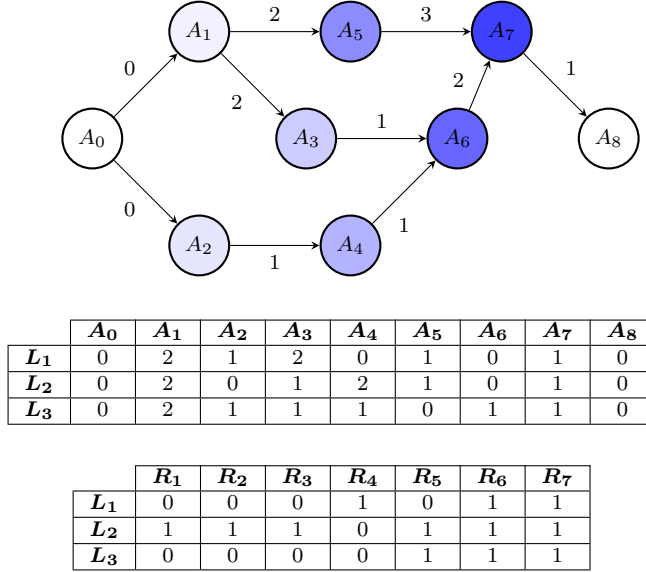 2 A₁ A₅ 3 A₇
0 2 2 1
A₀ A₃ 1 A₆ A₈
0 1
A₂ 1 A₄
A₀ A₁ A₂ A₃ A₄ A₅ A₆ A₇ A₈
L₁ 0 2 1 2 0 1 0 1 0
L₂ 0 2 0 1 2 1 0 1 0
L₃ 0 2 1 1 1 0 1 1 0
R₁ R₂ R₃ R₄ R₅ R₆ R₇
L₁ 0 0 0 1 0 1 1
L₂ 1 1 1 0 1 1 1
L₃ 0 0 0 0 1 1 1